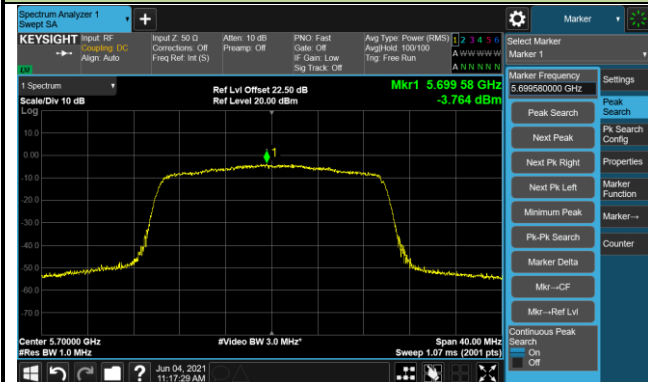 Spectrum Analyzer 1
Swept SA
Marker
KEYSIGHT
Input: RF
Coupling: DC
Align: Auto
Input Z: 50 Ω
Corrections: Off
Freq Ref: Int (S)
Atten: 10 dB
Preamp: Off
PNO: Fast
Gate: Off
IF Gain: Low
Sig Track: Off
Avg Type: Power (RMS)
Avg|Hold: 100/100
Trig: Free Run
1 2 3 4 5 6
A W W W W W
A N N N N N
Select Marker
Marker 1
1 Spectrum
Scale/Div 10 dB
Log
Ref Lvl Offset 22.50 dB
Ref Level 20.00 dBm
Mkr1 5.699 58 GHz
-3.764 dBm
10.0
0.00
-10.0
-20.0
-30.0
-40.0
-50.0
-60.0
-70.0
1
Center 5.70000 GHz
#Res BW 1.0 MHz
#Video BW 3.0 MHz*
Span 40.00 MHz
Sweep 1.07 ms (2001 pts)
Marker Frequency
5.699580000 GHz
Peak Search
Next Peak
Next Pk Right
Next Pk Left
Minimum Peak
Pk-Pk Search
Marker Delta
Mkr→CF
Mkr→Ref Lvl
Continuous Peak
Search
On
Off
Settings
Peak
Search
Pk Search
Config
Properties
Marker
Function
Marker→
Counter
?
Jun 04, 2021
11:17:29 AM